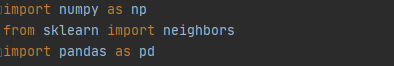 import numpy as np
from sklearn import neighbors
import pandas as pd